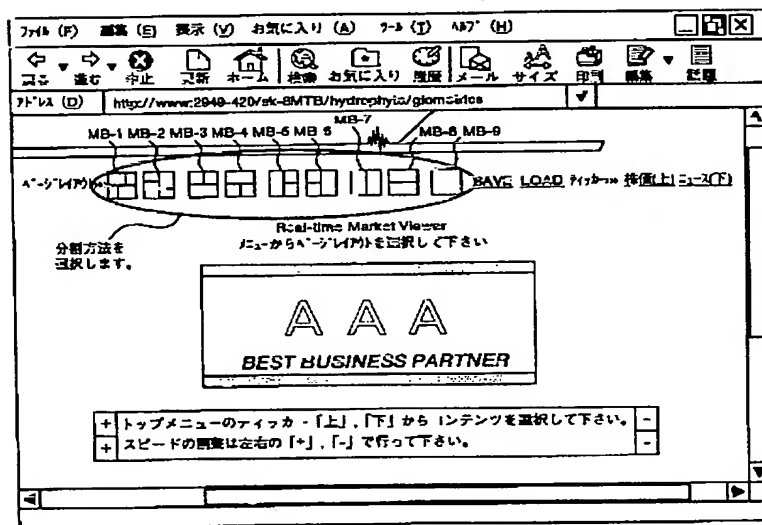 ファイル (F) 編集 (E) 表示 (V) お気に入り (A) ツール (T) ヘルプ (H)
戻る 進む 中止 更新 ホーム 検索 お気に入り 履歴 メール サイズ 印刷 編集
アドレス (D)
MB-7
MB-1 MB-2 MB-3 MB-4 MB-5 MB-6 MB-8 MB-9
ページレイアウト SAVE LOAD ティッカー 株価(上) ニュース(下)
分割方法を
選択します。
Real-time Market Viewer
メニューからページレイアウトを選択して下さい
A A A
BEST BUSINESS PARTNER
+ トップメニューのティッカ - 「上」, 「下」から コンテンツを選択して下さい。 -
+ スピードの調整は左右の「+」, 「-」で行って下さい。 -